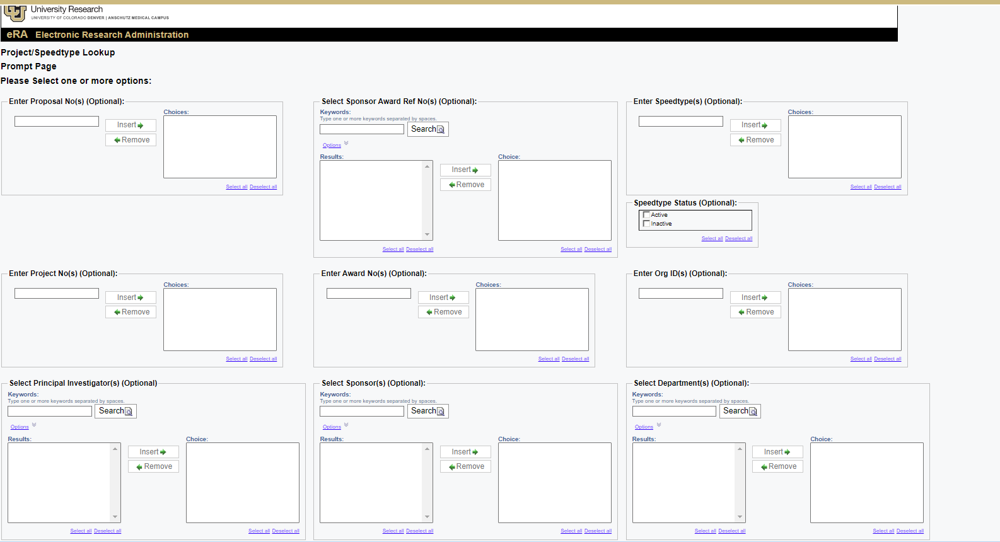 University Research
UNIVERSITY OF COLORADO DENVER | ANSCHUTZ MEDICAL CAMPUS
eRA Electronic Research Administration
Project/Speedtype Lookup
Prompt Page
Please Select one or more options:
Enter Proposal No(s) (Optional):
Choices:
Insert
Remove
Select all Deselect all
Select Sponsor Award Ref No(s) (Optional):
Keywords:
Type one or more keywords separated by spaces.
Search
Options
Results:
Insert
Remove
Choice:
Select all Deselect all
Select all Deselect all
Enter Speedtype(s) (Optional):
Choices:
Insert
Remove
Select all Deselect all
Speedtype Status (Optional):
Active
Inactive
Select all Deselect all
Enter Project No(s) (Optional):
Choices:
Insert
Remove
Select all Deselect all
Enter Award No(s) (Optional):
Choices:
Insert
Remove
Select all Deselect all
Enter Org ID(s) (Optional):
Choices:
Insert
Remove
Select all Deselect all
Select Principal Investigator(s) (Optional)
Keywords:
Type one or more keywords separated by spaces.
Search
Options
Results:
Insert
Remove
Choice:
Select all Deselect all
Select all Deselect all
Select Sponsor(s) (Optional):
Keywords:
Type one or more keywords separated by spaces.
Search
Options
Results:
Insert
Remove
Choice:
Select all Deselect all
Select all Deselect all
Select Department(s) (Optional):
Keywords:
Type one or more keywords separated by spaces.
Search
Options
Results:
Insert
Remove
Choice:
Select all Deselect all
Select all Deselect all